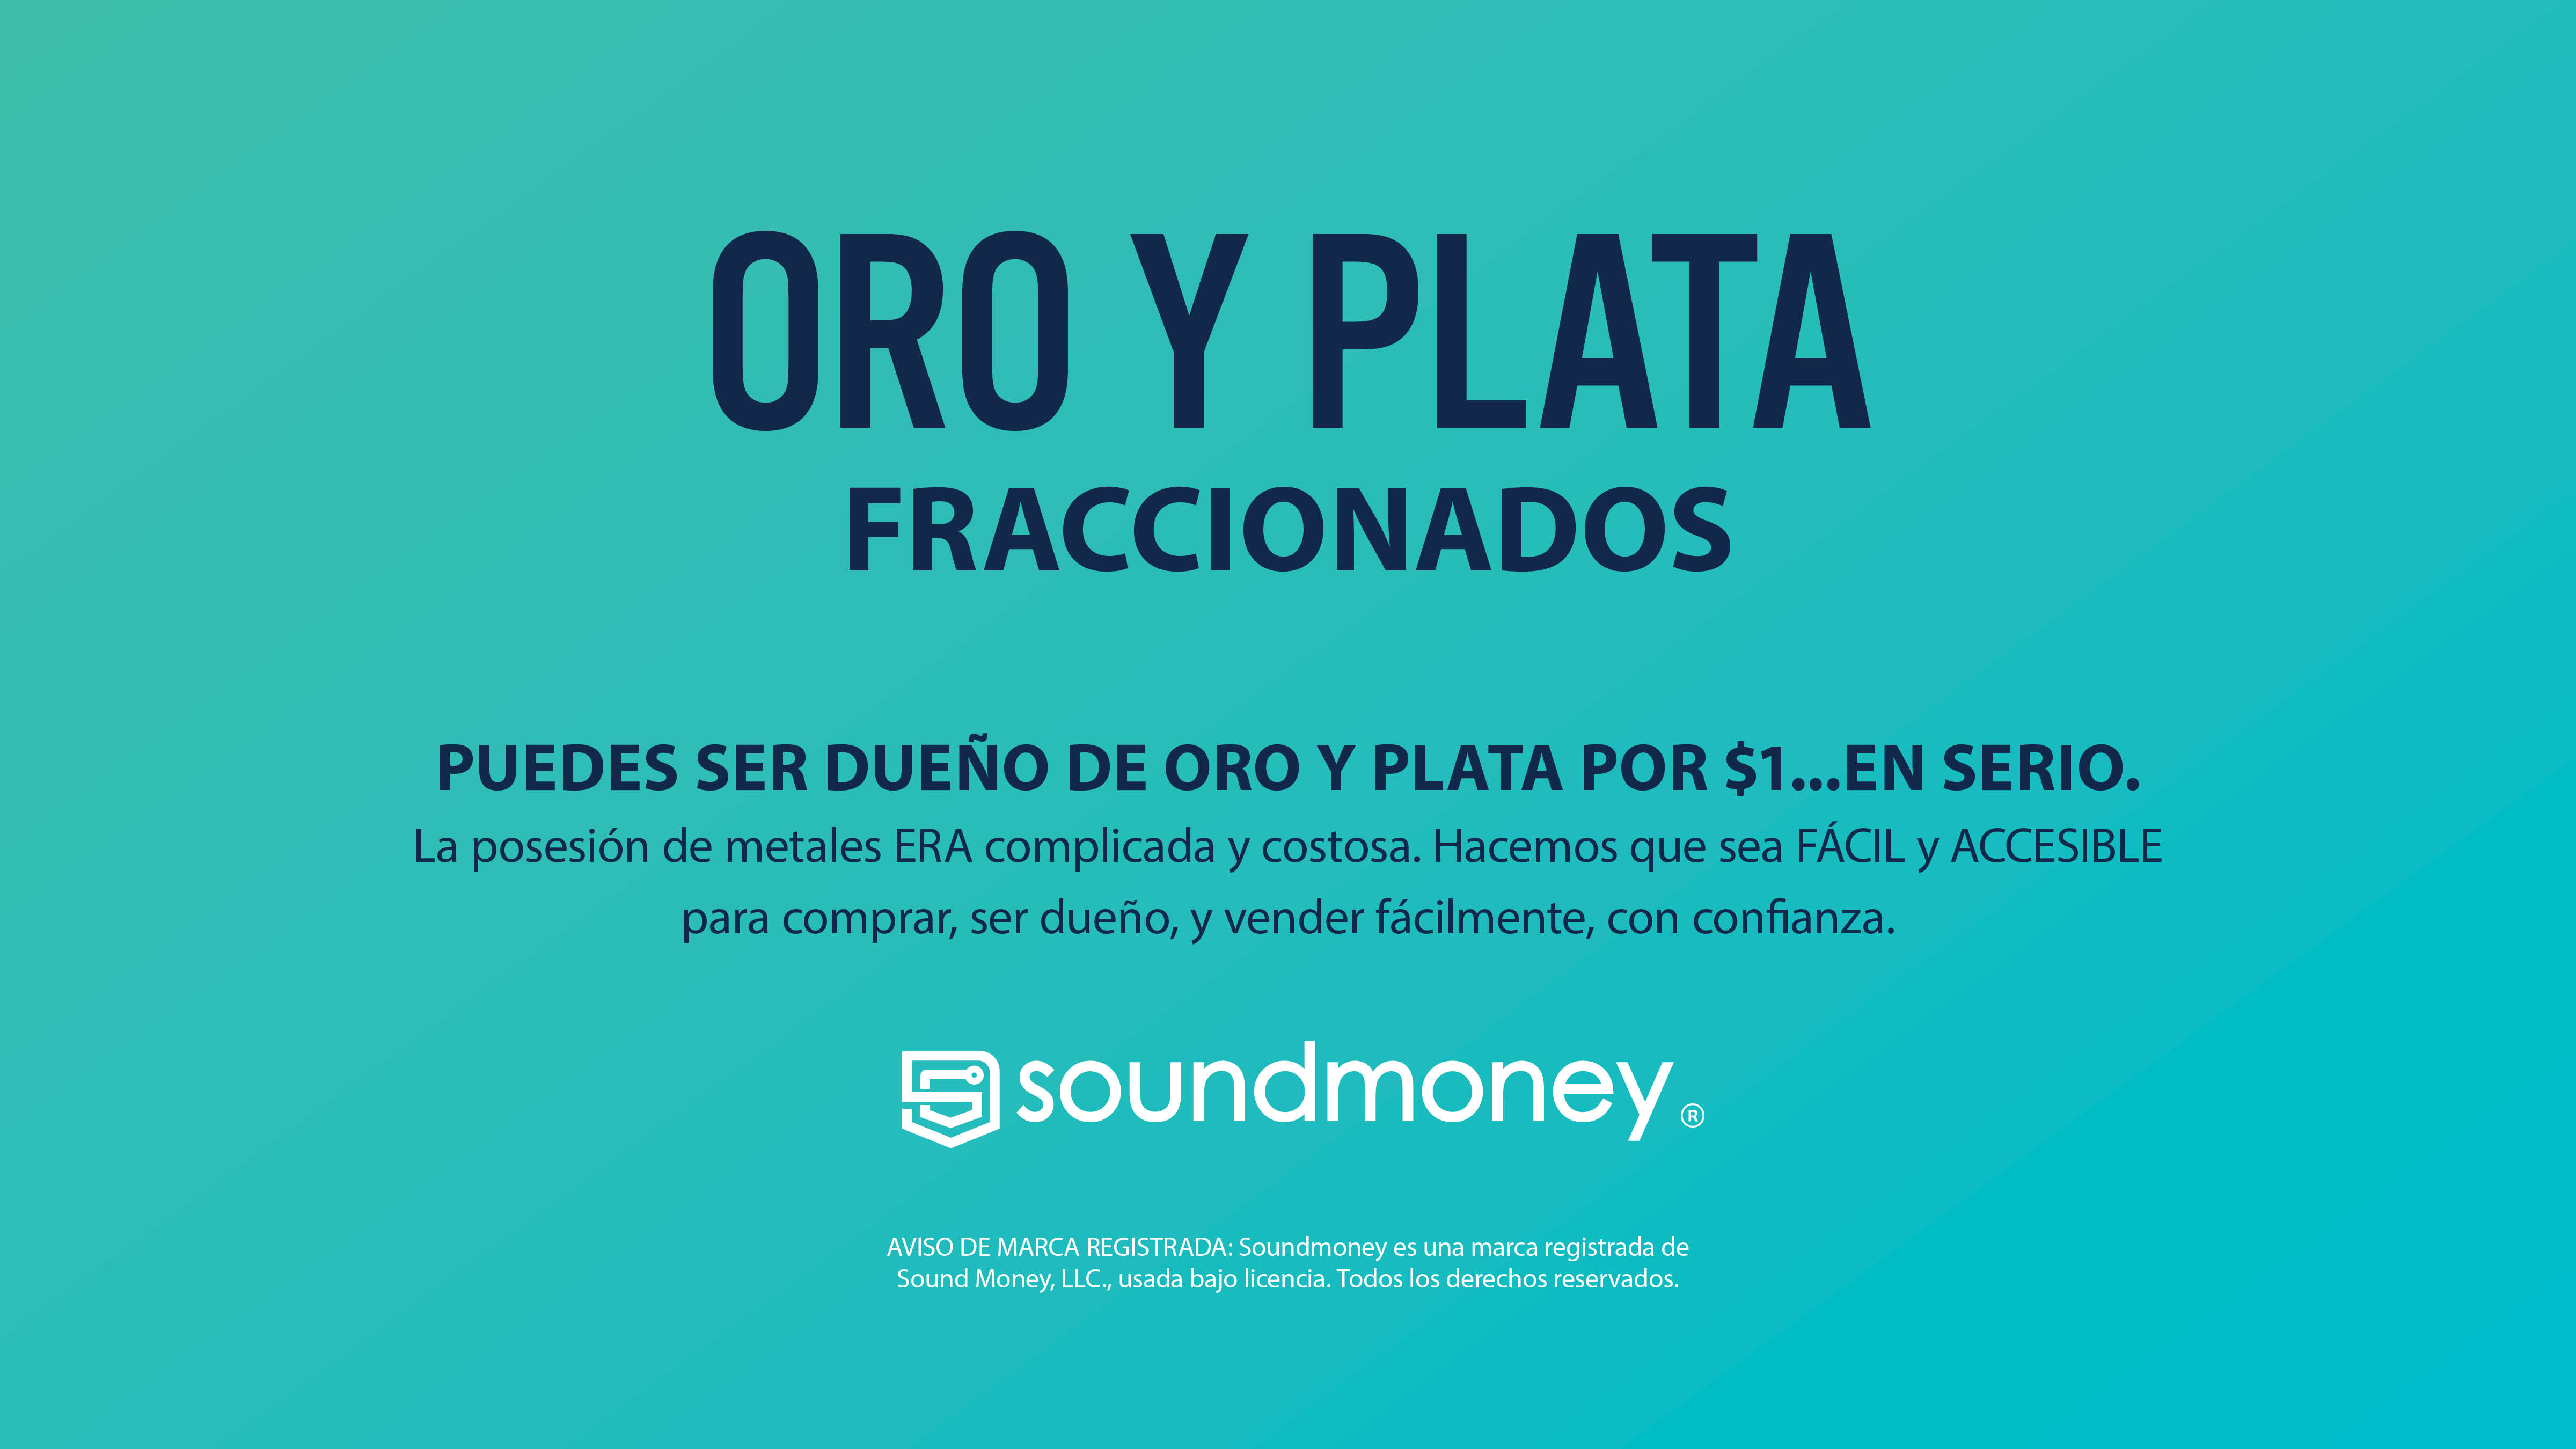 ORO Y PLATA
FRACCIONADOS
PUEDES SER DUEÑO DE ORO Y PLATA POR $1...EN SERIO.
La posesión de metales ERA complicada y costosa. Hacemos que sea FÁCIL y ACCESIBLE
para comprar, ser dueño, y vender fácilmente, con confianza.
soundmoney®
AVISO DE MARCA REGISTRADA: Soundmoney es una marca registrada de
Sound Money, LLC., usada bajo licencia. Todos los derechos reservados.